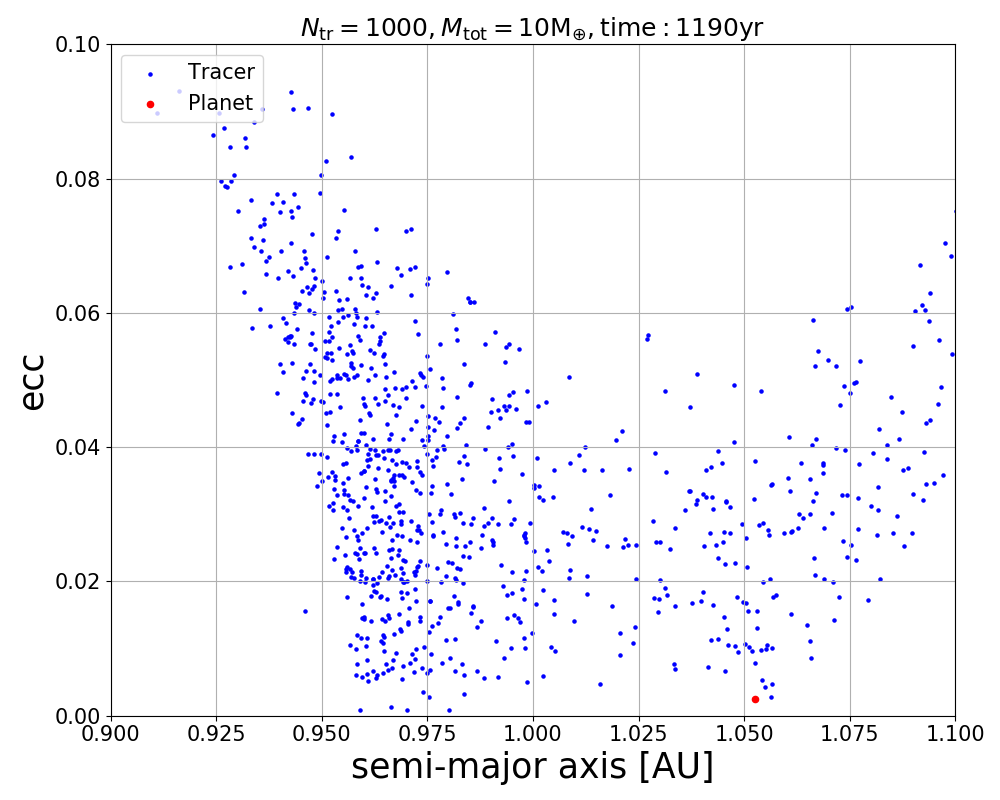 N_tr = 1000, M_tot = 10M_⊕, time : 1190yr
Tracer
Planet
ecc
0.10
0.08
0.06
0.04
0.02
0.00
0.900 0.925 0.950 0.975 1.000 1.025 1.050 1.075 1.100
semi-major axis [AU]